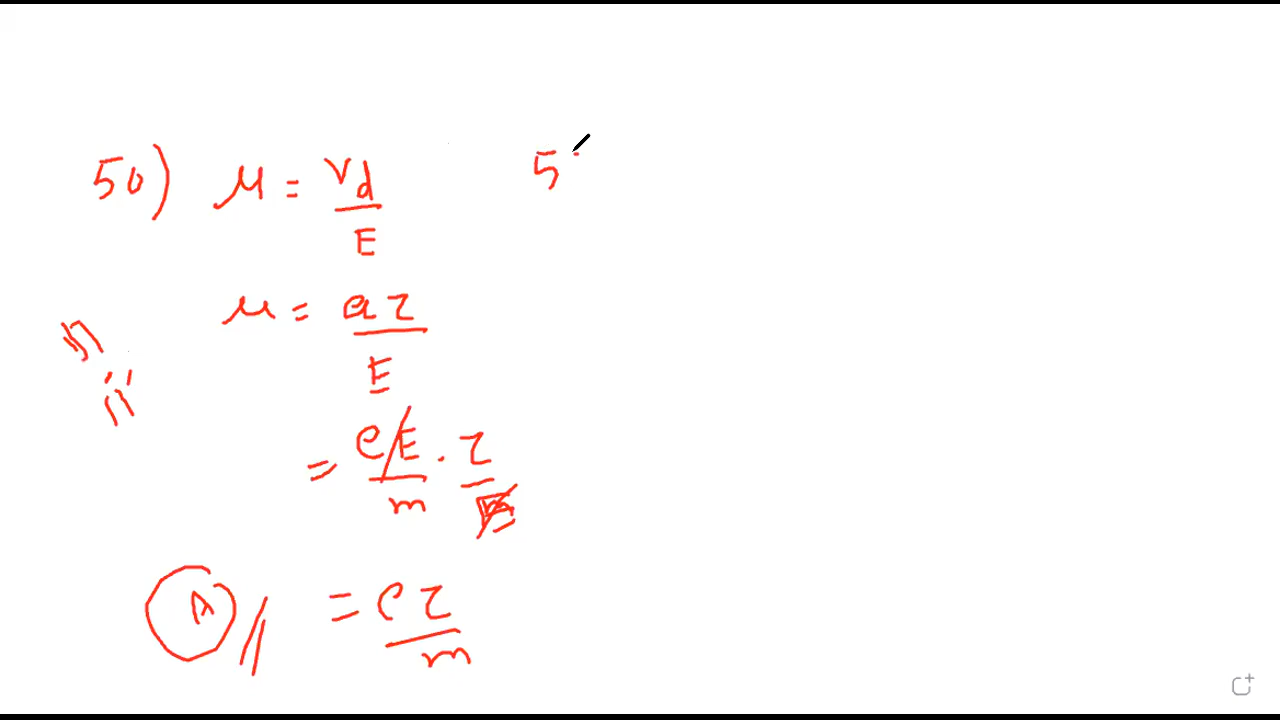 50) μ = Vd/E
μ = aτ/E
= eE/m · τ/E
(A) = eτ/m
5